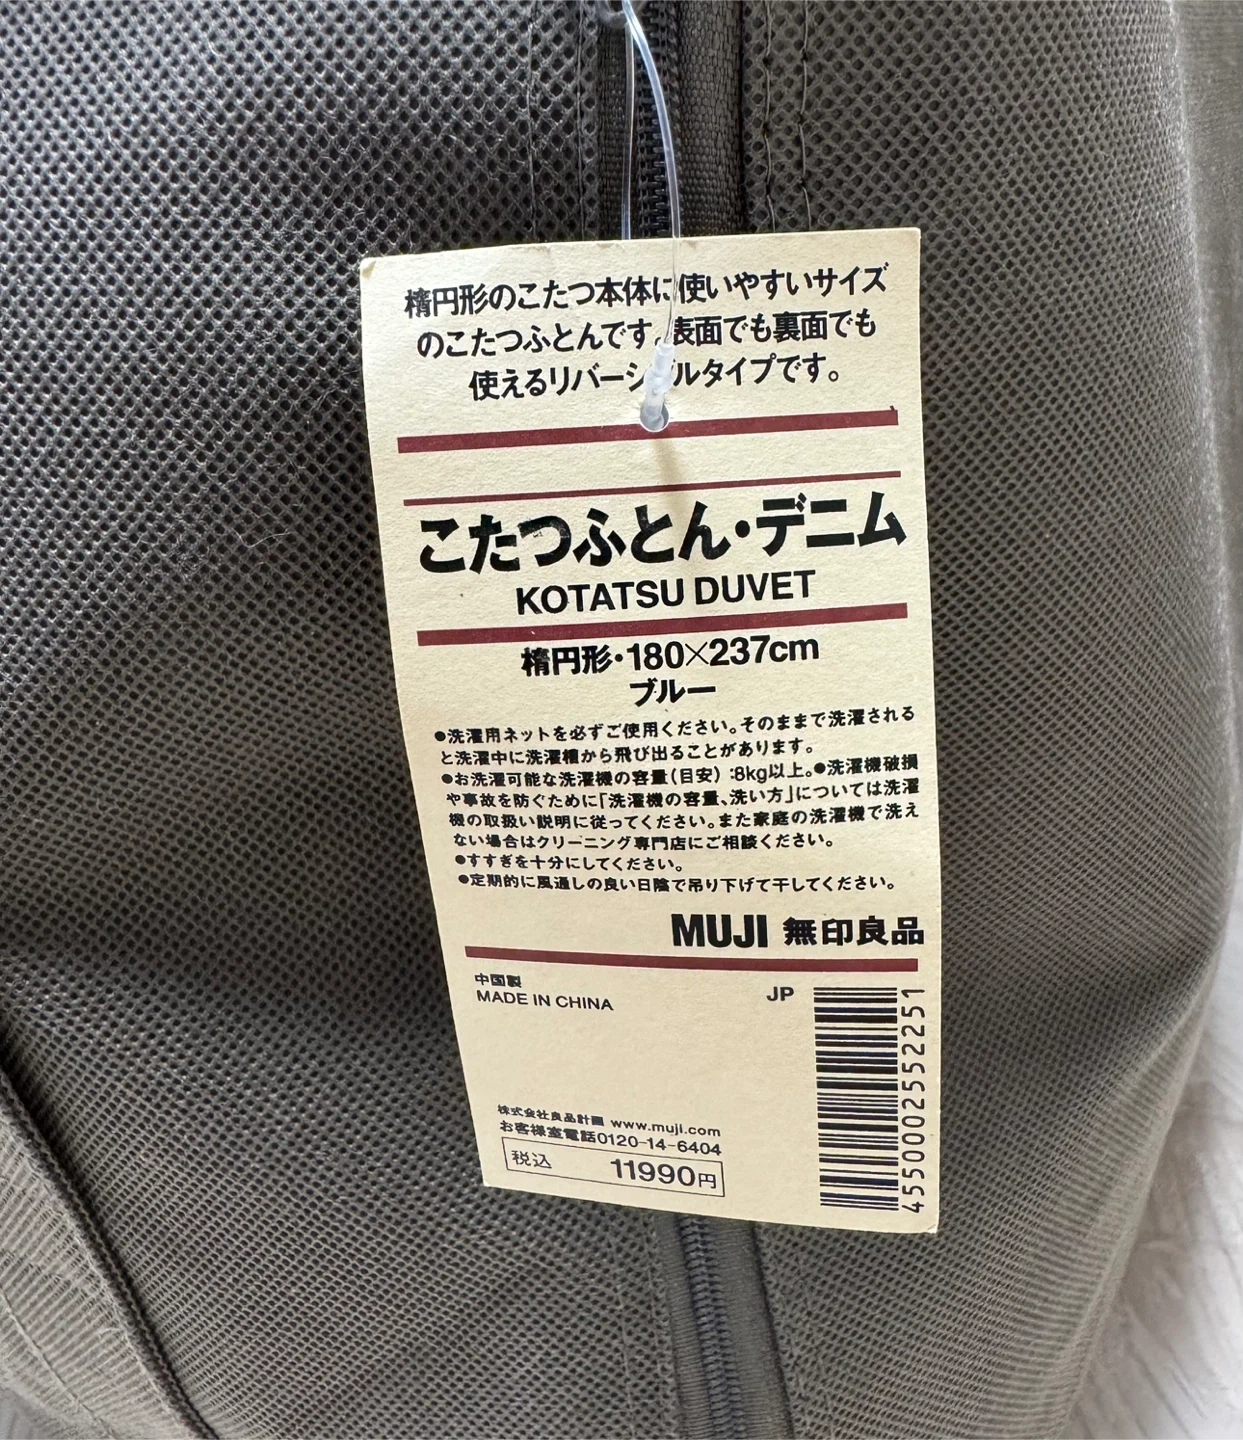 楕円形のこたつ本体に使いやすいサイズ
のこたつふとんです。表面でも裏面でも
使えるリバーシブルタイプです。
こたつふとん・デニム
KOTATSU DUVET
楕円形・180×237cm
ブルー
●洗濯用ネットを必ずご使用ください。そのままで洗濯される
と洗濯中に洗濯槽から飛び出ることがあります。
●お洗濯可能な洗濯機の容量(目安):8kg以上。●洗濯機破損
や事故を防ぐために「洗濯機の容量、洗い方」については洗濯
機の取扱い説明に従ってください。また家庭の洗濯機で洗え
ない場合はクリーニング専門店にご相談ください。
●すすぎを十分にしてください。
●定期的に風通しの良い日陰で吊り下げて干してください。
MUJI 無印良品
中国製
MADE IN CHINA
JP
4550002552251
株式会社良品計画 www.muji.com
お客様室電話0120-14-6404
税込 11990円